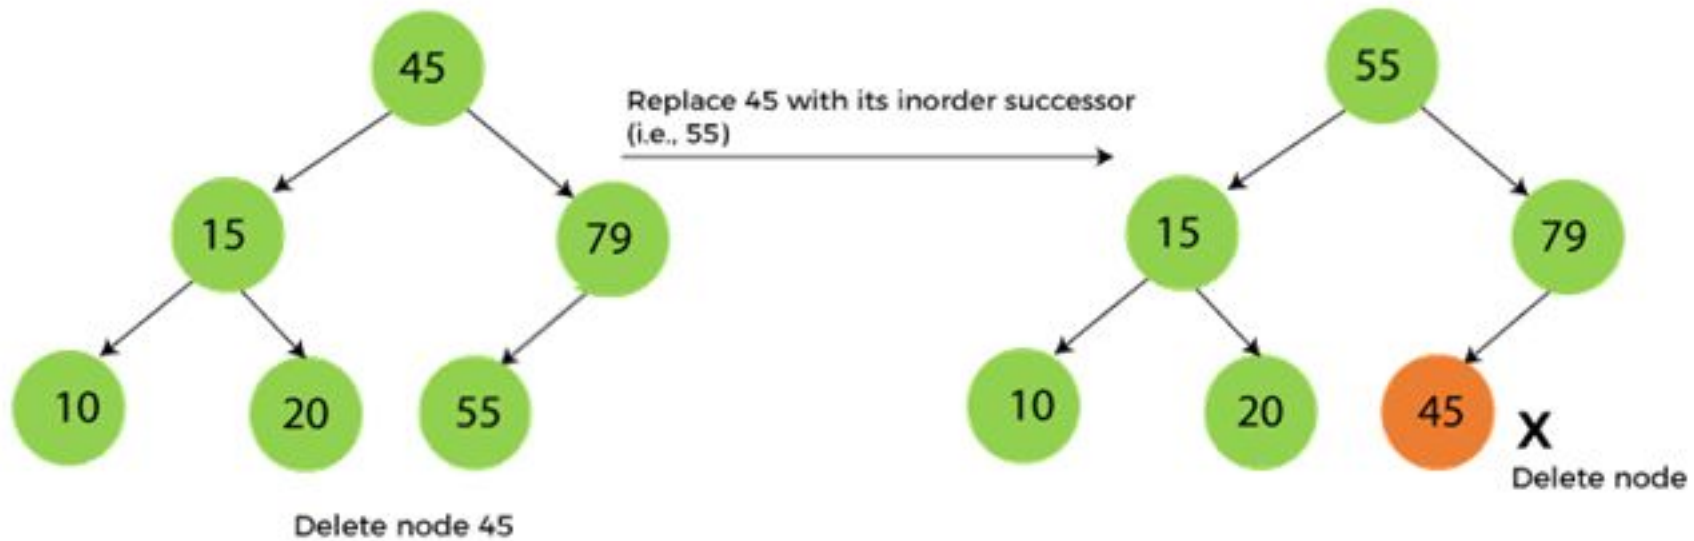 45
55
Replace 45 with its inorder successor
(i.e., 55)
15
79
15
79
10
20
55
10
20
45
X
Delete node
Delete node 45